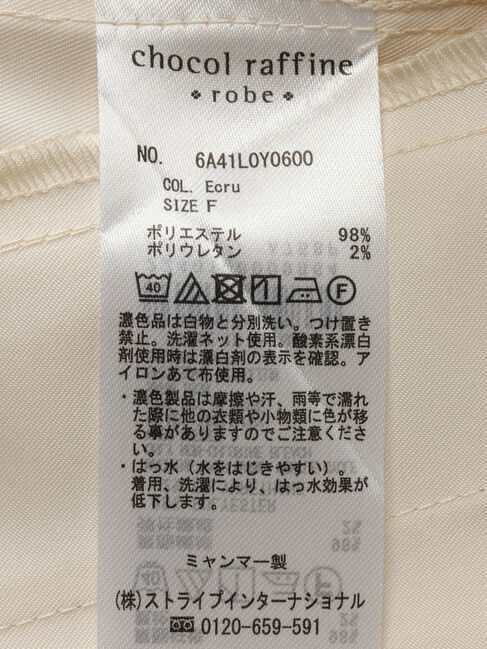 chocol raffine
robe
NO. 6A41L0Y0600
COL. Ecru
SIZE F
ポリエステル 98%
ポリウレタン 2%
40 F
濃色品は白物と分別洗い。つけ置き
禁止。洗濯ネット使用。酸素系漂白
剤使用時は漂白剤の表示を確認。ア
イロンあて布使用。
・濃色製品は摩擦や汗、雨等で濡れ
た際に他の衣類や小物類に色が移
る事がありますのでご注意くださ
い。
・はっ水（水をはじきやすい）。
着用、洗濯により、はっ水効果が
低下します。
ミャンマー製
(株)ストライプインターナショナル
0120-659-591